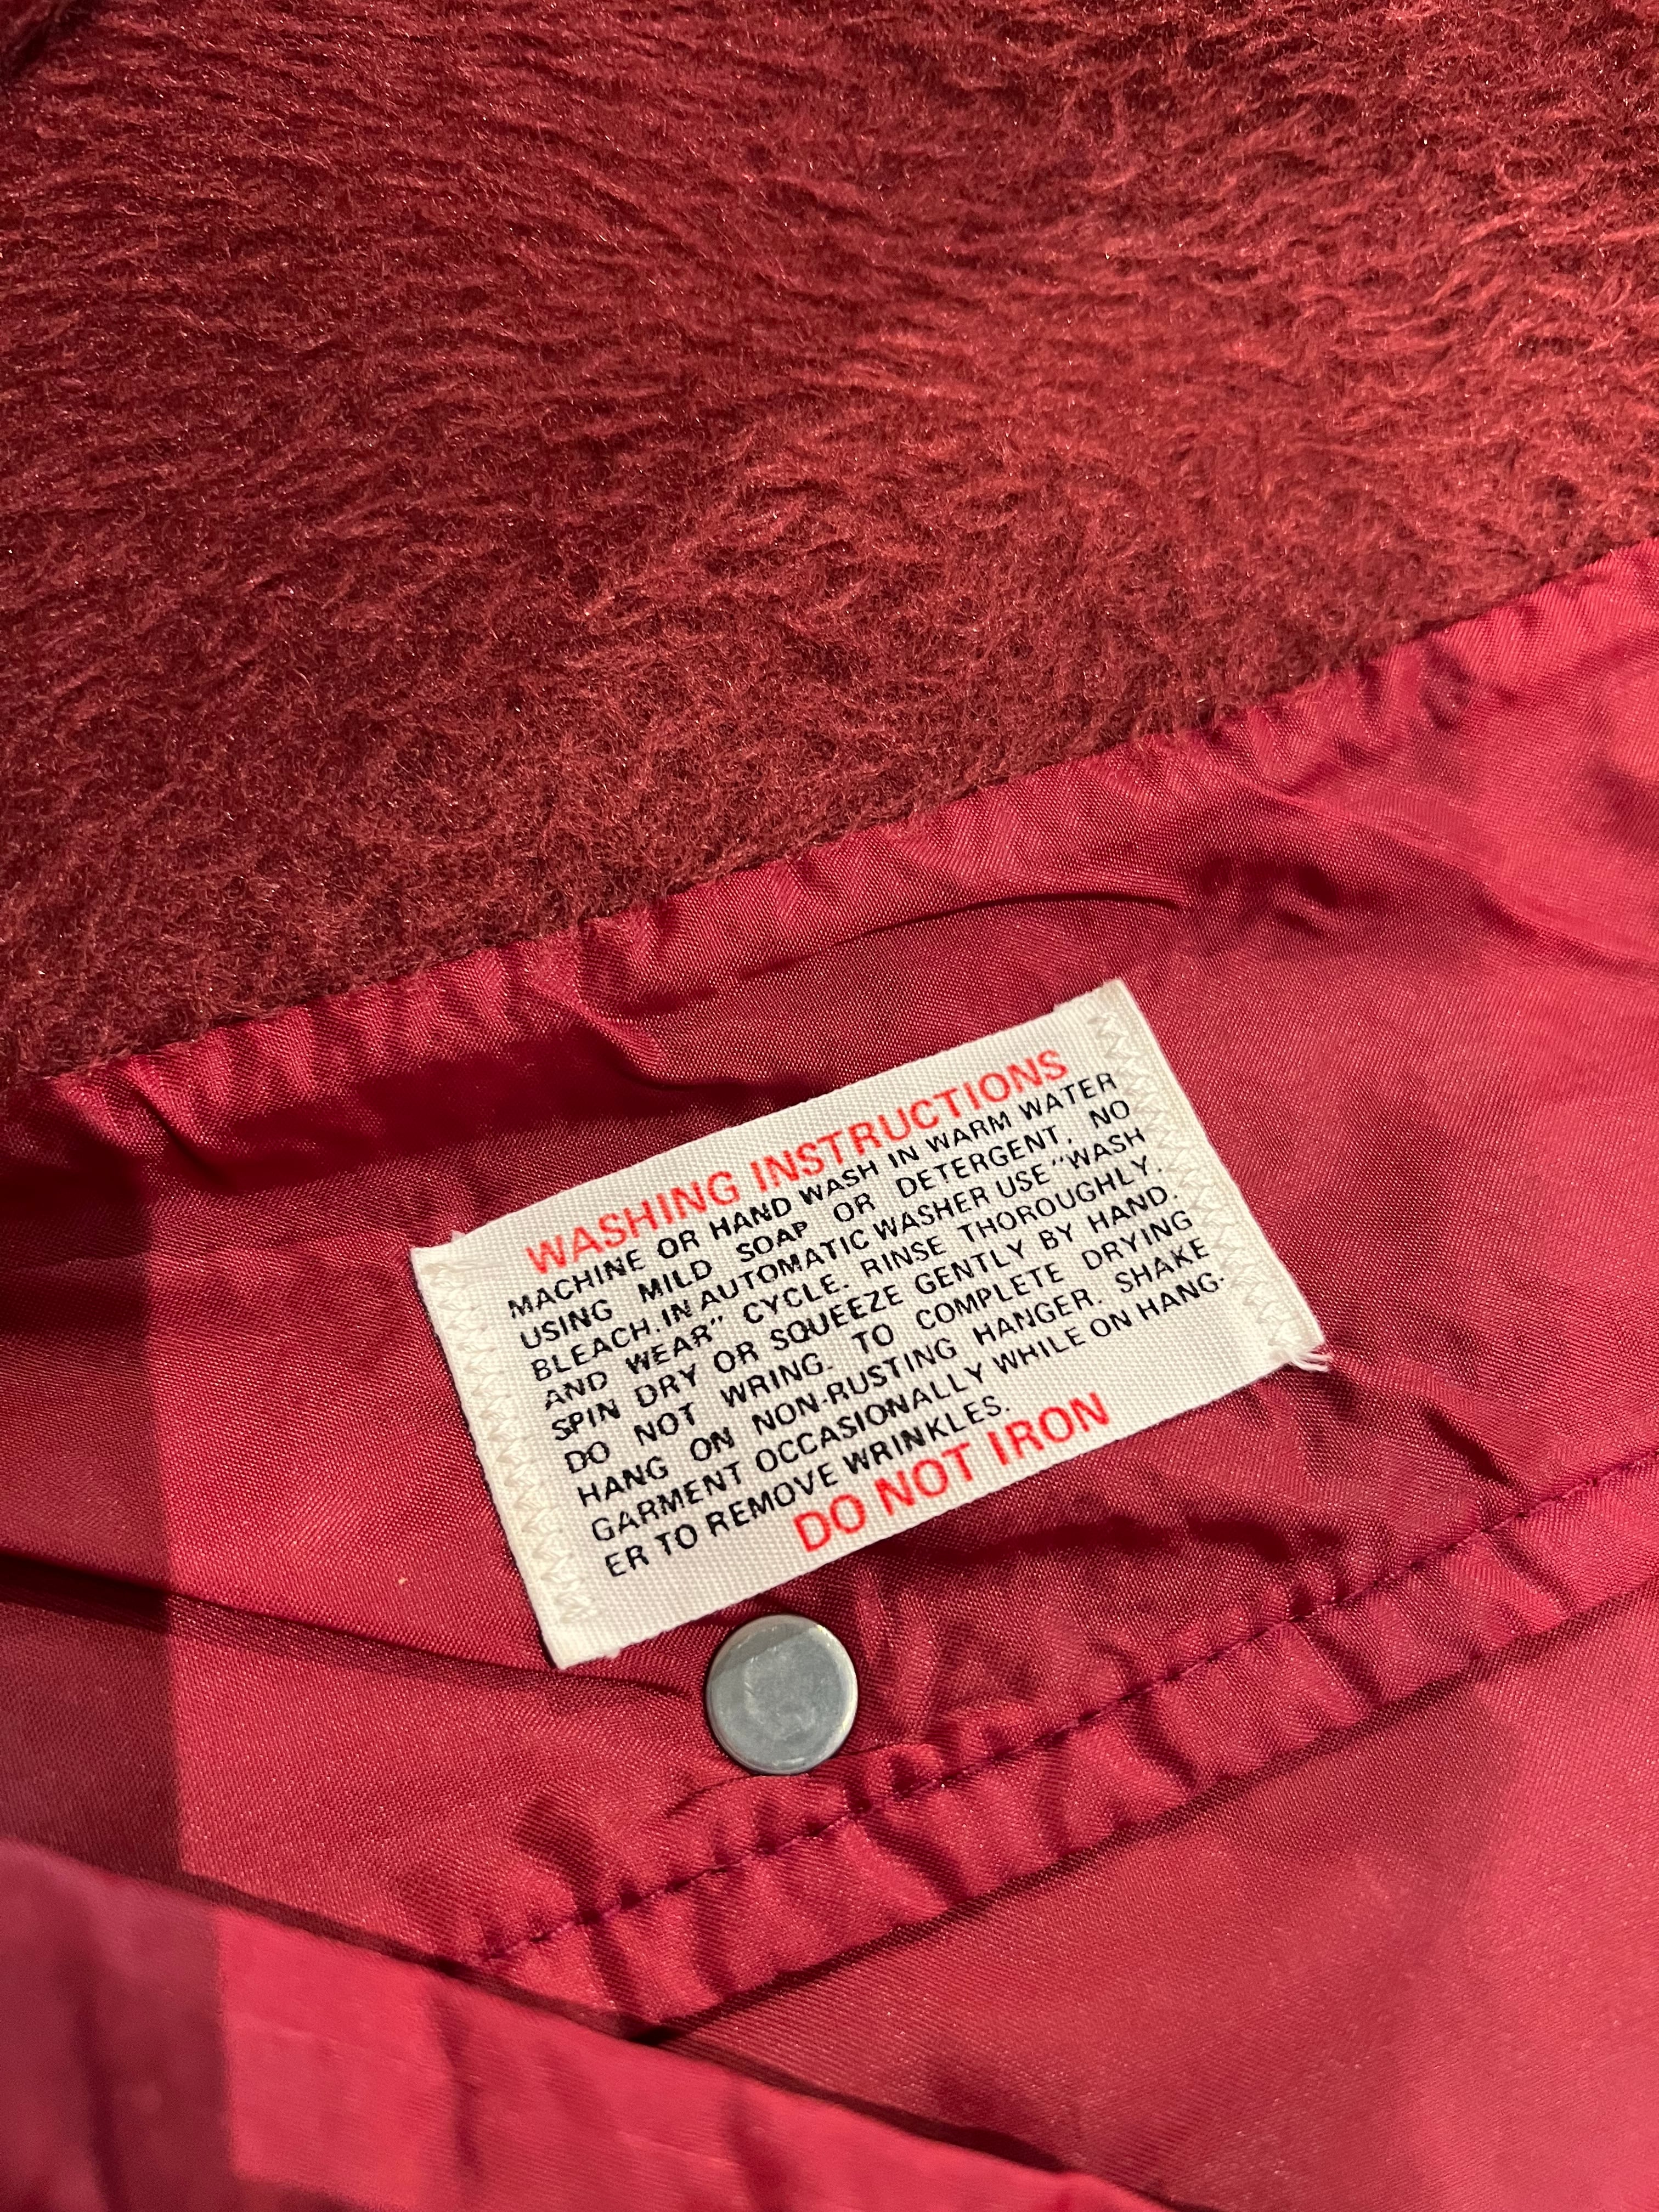 WASHING INSTRUCTIONS
MACHINE OR HAND WASH IN WARM WATER
USING MILD SOAP OR DETERGENT, NO
BLEACH. IN AUTOMATIC WASHER USE "WASH
AND WEAR" CYCLE. RINSE THOROUGHLY.
SPIN DRY OR SQUEEZE GENTLY BY HAND.
DO NOT WRING. TO COMPLETE DRYING
HANG ON NON-RUSTING HANGER. SHAKE
GARMENT OCCASIONALLY WHILE ON HANG-
ER TO REMOVE WRINKLES.
DO NOT IRON